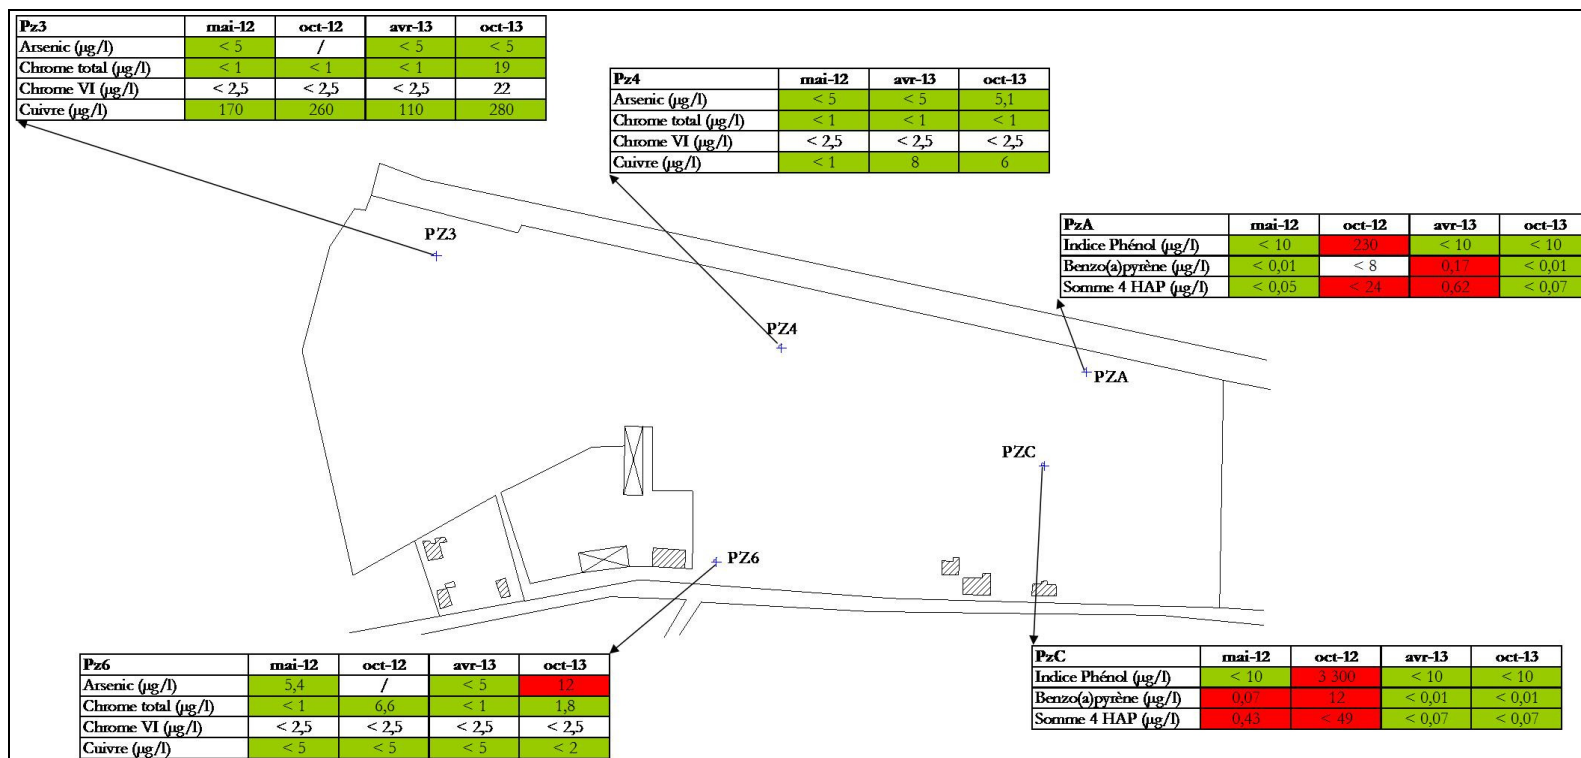 Pz3 mai-12 oct-12 avr-13 oct-13
Arsenic (µg/l) < 5 / < 5 < 5
Chrome total (µg/l) < 1 < 1 < 1 19
Chrome VI (µg/l) < 2,5 < 2,5 < 2,5 22
Cuivre (µg/l) 170 260 110 280
Pz4 mai-12 avr-13 oct-13
Arsenic (µg/l) < 5 < 5 5,1
Chrome total (µg/l) < 1 < 1 < 1
Chrome VI (µg/l) < 2,5 < 2,5 < 2,5
Cuivre (µg/l) < 1 8 6
PzA mai-12 oct-12 avr-13 oct-13
Indice Phénol (µg/l) < 10 230 < 10 < 10
Benzo(a)pyrène (µg/l) < 0,01 < 8 0,17 < 0,01
Somme 4 HAP (µg/l) < 0,05 < 24 0,62 < 0,07
PZ3
PZ4
PZA
PZC
PZ6
Pz6 mai-12 oct-12 avr-13 oct-13
Arsenic (µg/l) 5,4 / < 5 12
Chrome total (µg/l) < 1 6,6 < 1 1,8
Chrome VI (µg/l) < 2,5 < 2,5 < 2,5 < 2,5
Cuivre (µg/l) < 5 < 5 < 5 < 2
PzC mai-12 oct-12 avr-13 oct-13
Indice Phénol (µg/l) < 10 3 300 < 10 < 10
Benzo(a)pyrène (µg/l) 0,07 12 < 0,01 < 0,01
Somme 4 HAP (µg/l) 0,43 < 49 < 0,07 < 0,07